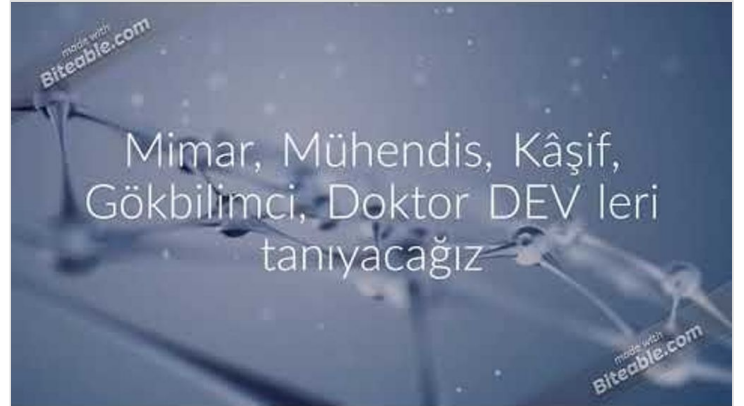 made with
Biteable.com
Mimar, Mühendis, Kâşif,
Gökbilimci, Doktor DEV leri
tanıyacağız
made with
Biteable.com